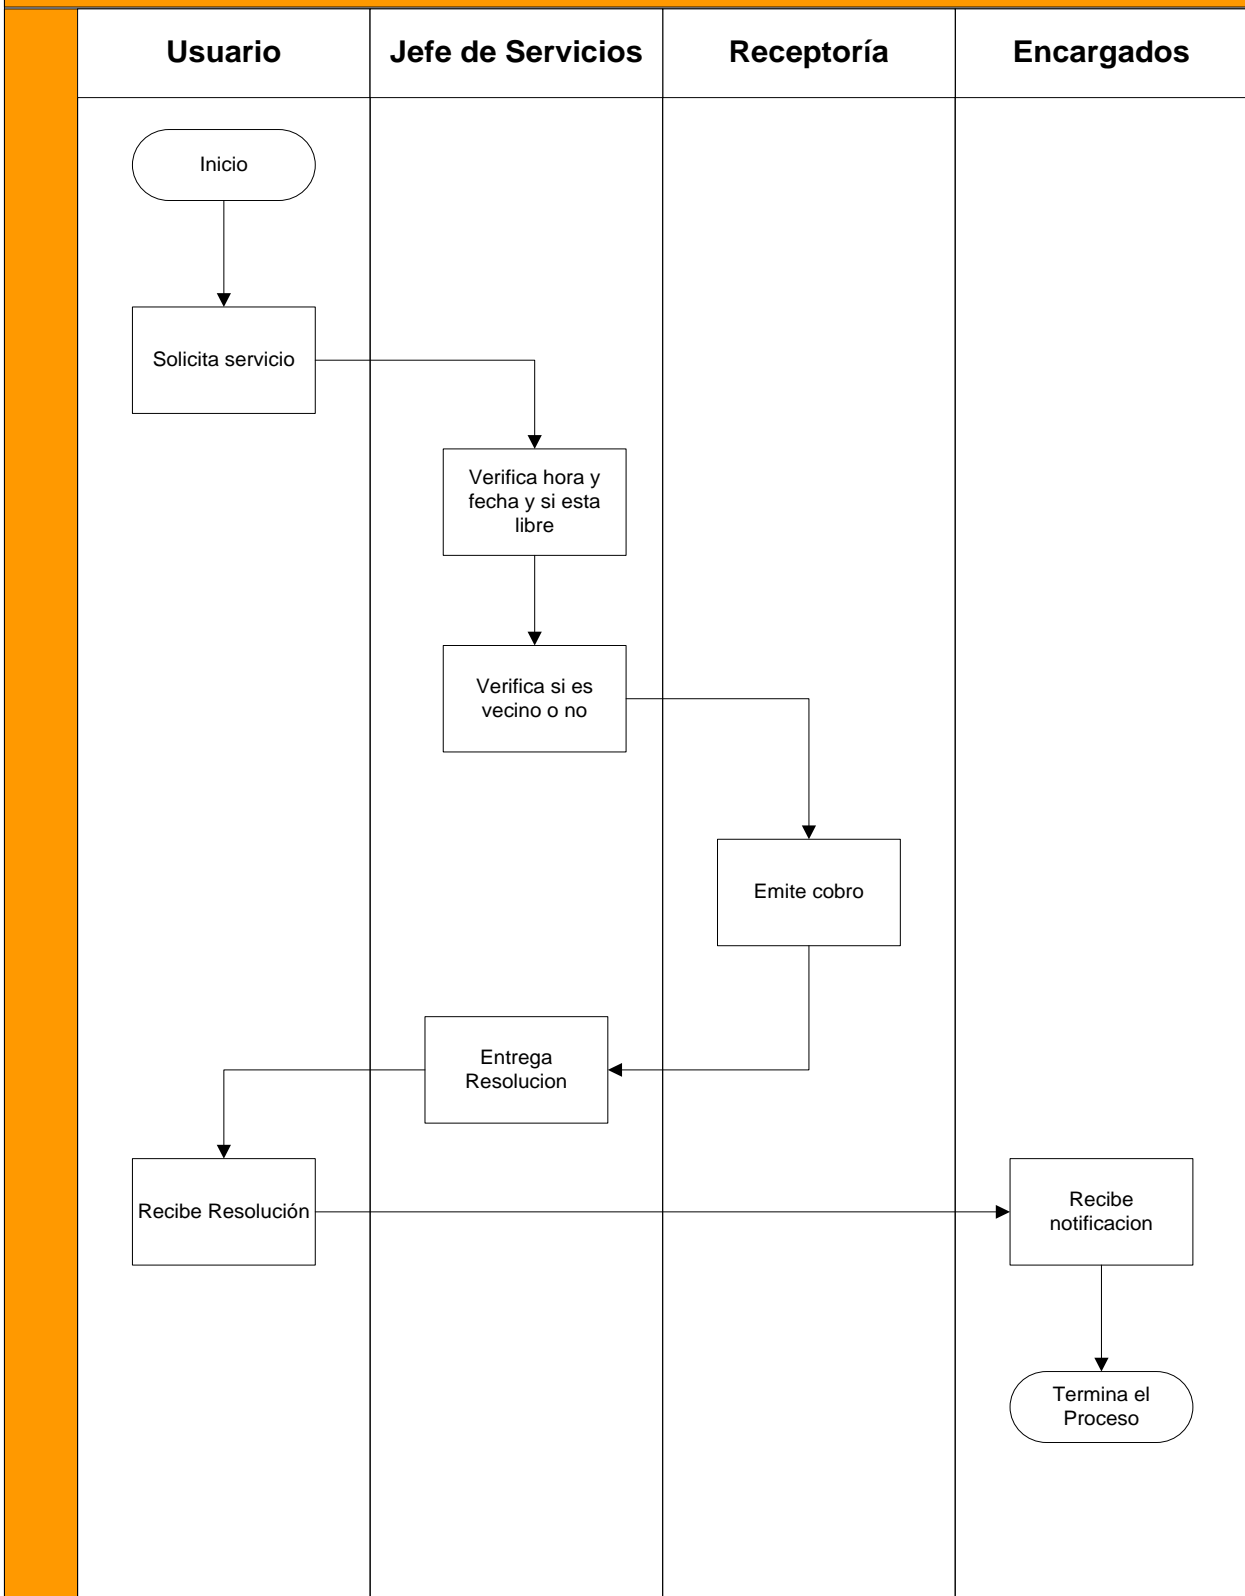 Usuario
Jefe de Servicios
Receptoría
Encargados
Inicio
Solicita servicio
Verifica hora y
fecha y si esta
libre
Verifica si es
vecino o no
Emite cobro
Entrega
Resolucion
Recibe Resolución
Recibe
notificacion
Termina el
Proceso